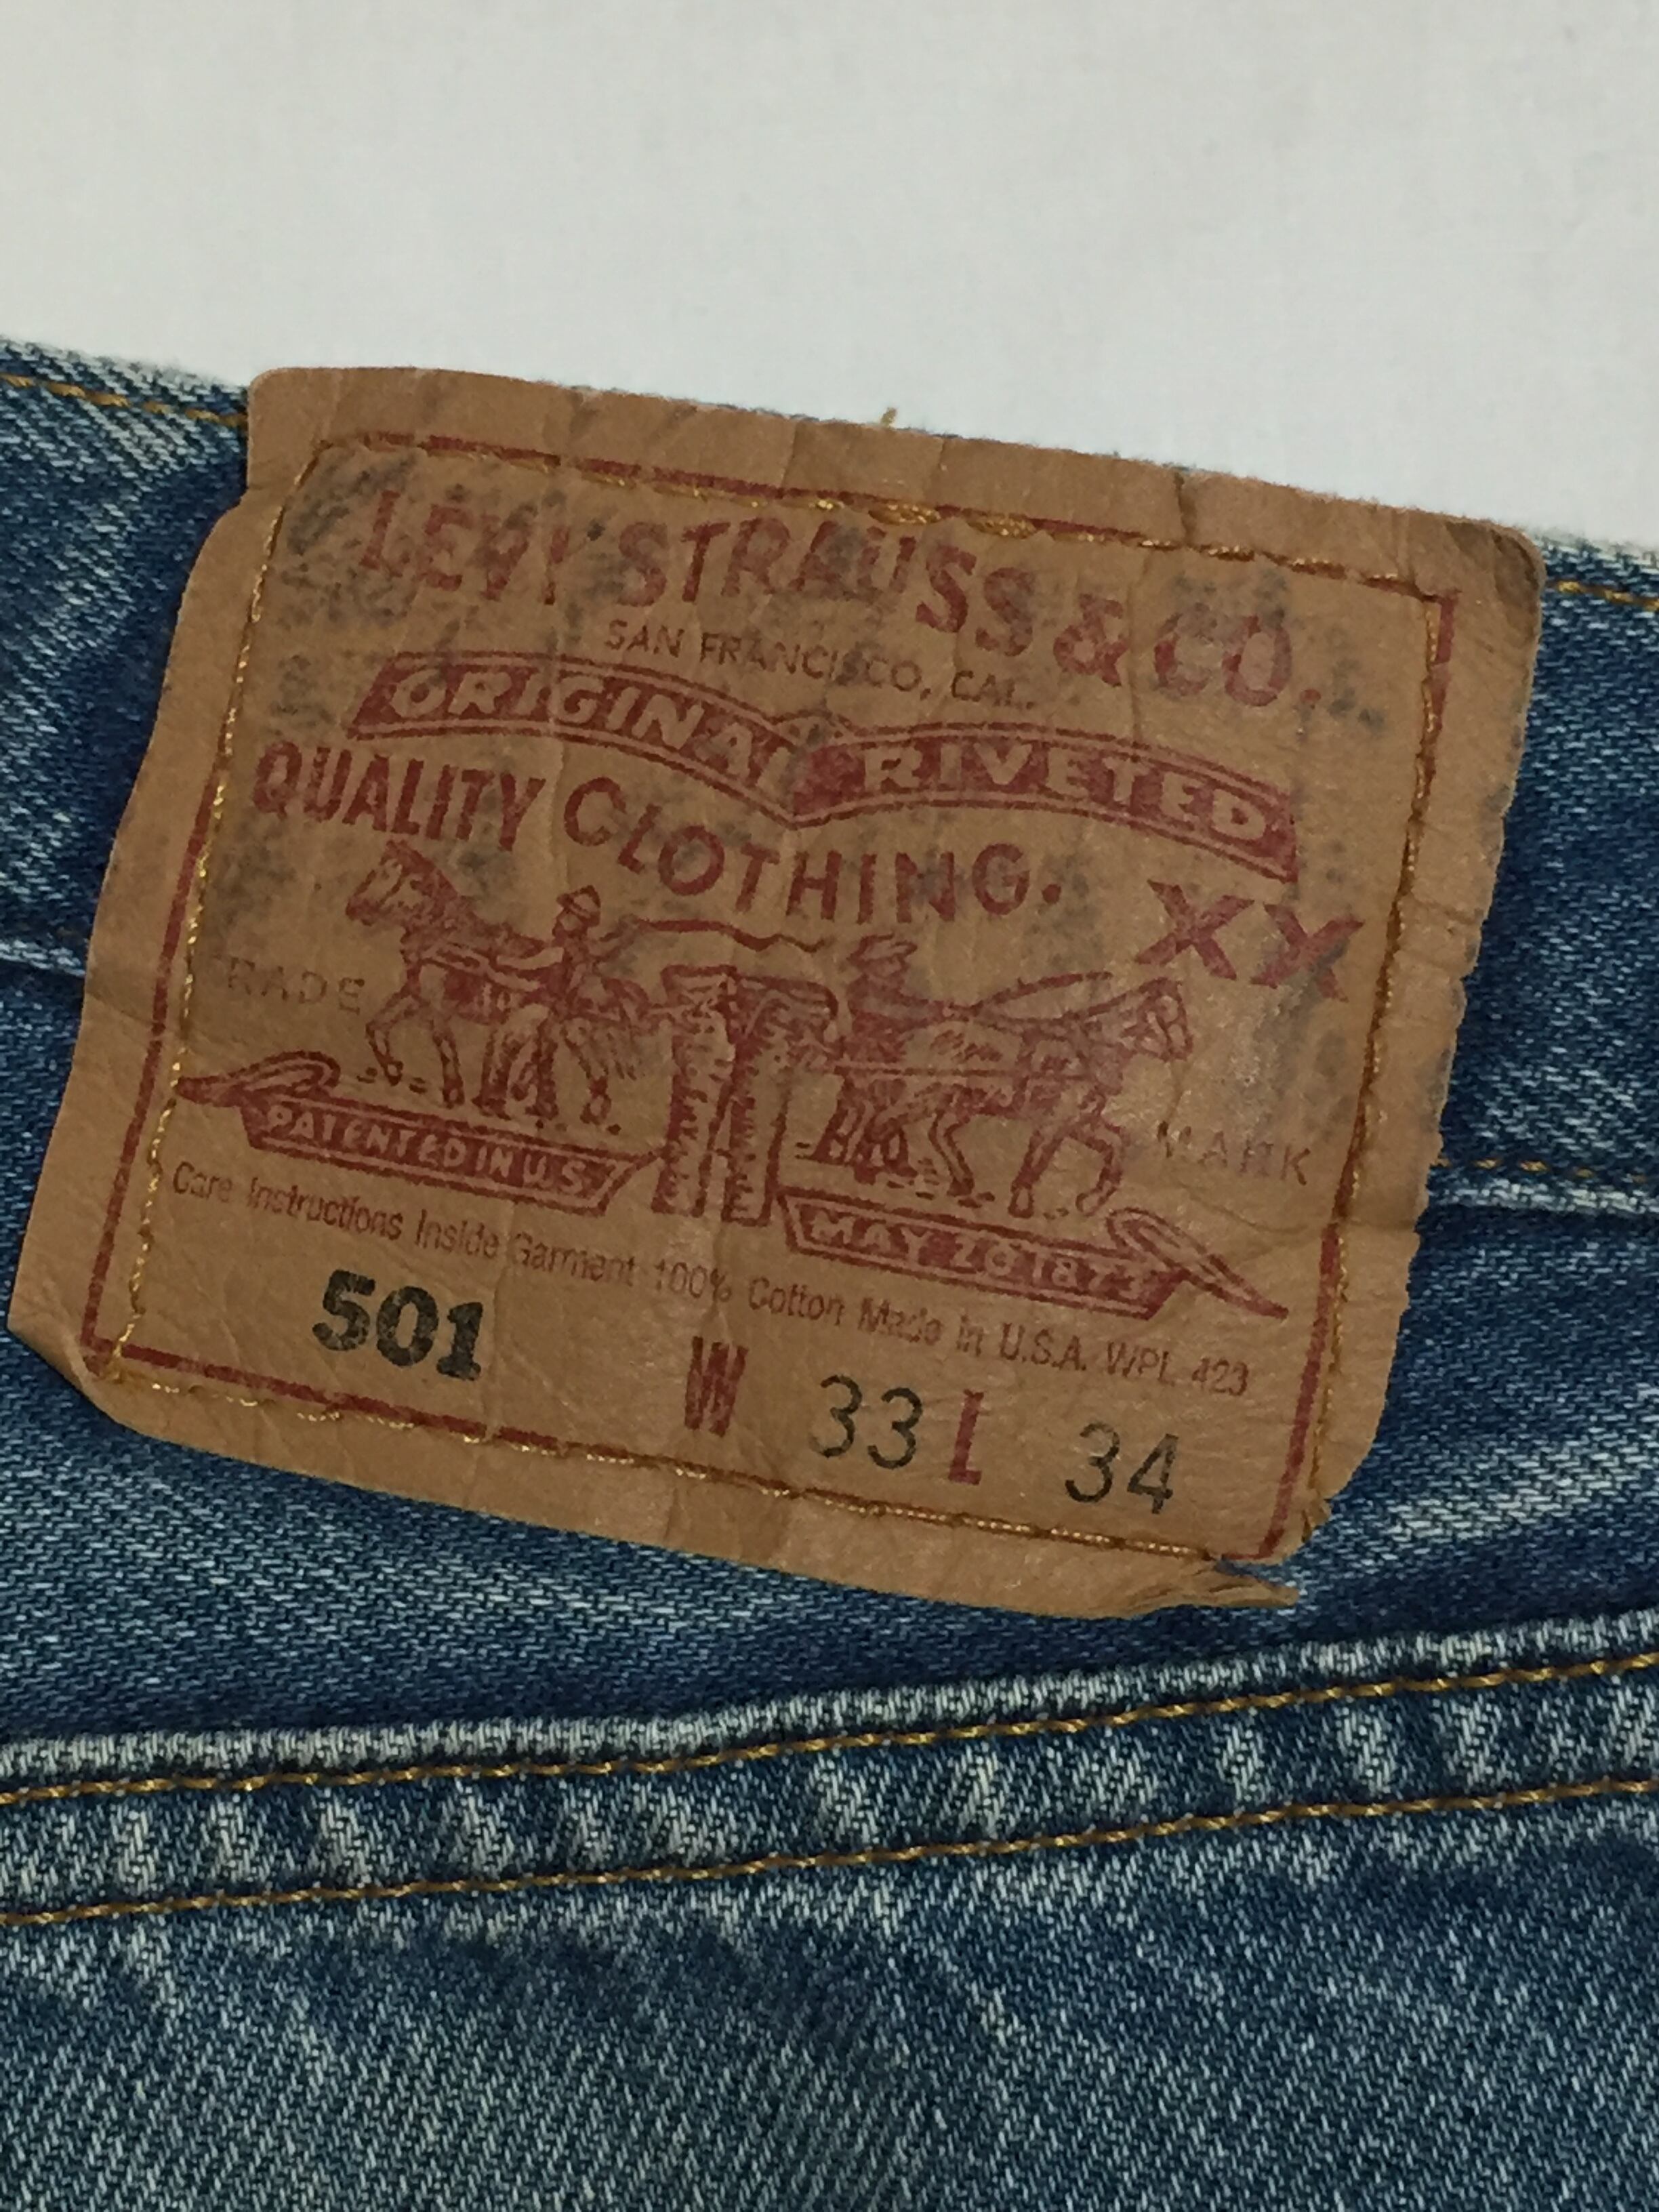 LEVI STRAUSS & CO.
SAN FRANCISCO, CAL.
ORIGINAL RIVETED
QUALITY CLOTHING.
XX
TRADE MARK
PATENTED IN U.S.
MAY 20 1873
Care Instructions Inside Garment 100% Cotton Made in U.S.A. WPL 423
501 W 33 L 34